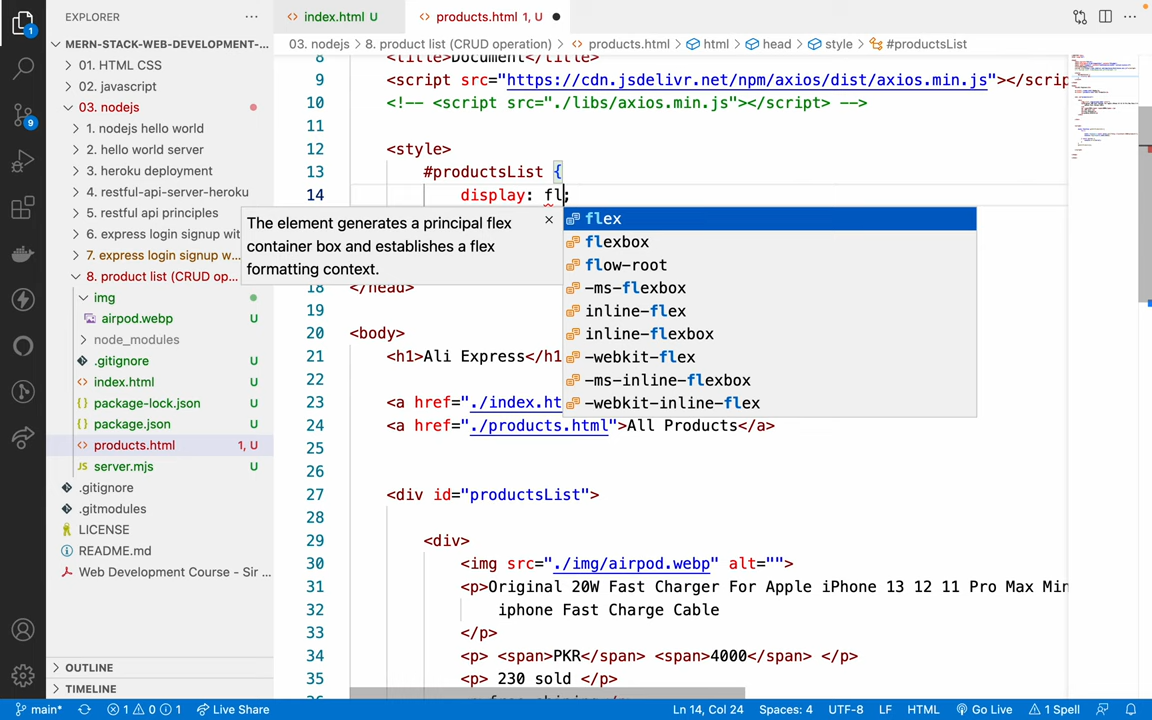 EXPLORER
MERN-STACK-WEB-DEVELOPMENT-...
01. HTML CSS
02. javascript
03. nodejs
1. nodejs hello world
2. hello world server
3. heroku deployment
4. restful-api-server-heroku
5. restful api principles
6. express login signup wit
7. express login signup w...
8. product list (CRUD op...
img
airpod.webp U
node_modules
.gitignore U
index.html U
package-lock.json U
package.json U
products.html 1, U
server.mjs U
.gitignore
.gitmodules
LICENSE
README.md
Web Development Course - Sir ...
OUTLINE
TIMELINE
1
9
index.html U
products.html 1, U
03. nodejs > 8. product list (CRUD operation) > products.html > html > head > style > #productsList
8 <title>Document</title>
9 <script src="https://cdn.jsdelivr.net/npm/axios/dist/axios.min.js"></scrip
10 <!-- <script src="./libs/axios.min.js"></script> -->
11
12 <style>
13 #productsList {
14 display: fl;
The element generates a principal flex
container box and establishes a flex
formatting context.
flex
flexbox
flow-root
-ms-flexbox
inline-flex
inline-flexbox
-webkit-flex
-ms-inline-flexbox
-webkit-inline-flex
18 </head>
19
20 <body>
21 <h1>Ali Express</h1
22
23 <a href="./index.ht
24 <a href="./products.html">All Products</a>
25
26
27 <div id="productsList">
28
29 <div>
30 <img src="./img/airpod.webp" alt="">
31 <p>Original 20W Fast Charger For Apple iPhone 13 12 11 Pro Max Min
32 iphone Fast Charge Cable
33 </p>
34 <p> <span>PKR</span> <span>4000</span> </p>
35 <p> 230 sold </p>
main* 1 0 1 Live Share Ln 14, Col 24 Spaces: 4 UTF-8 LF HTML Go Live 1 Spell